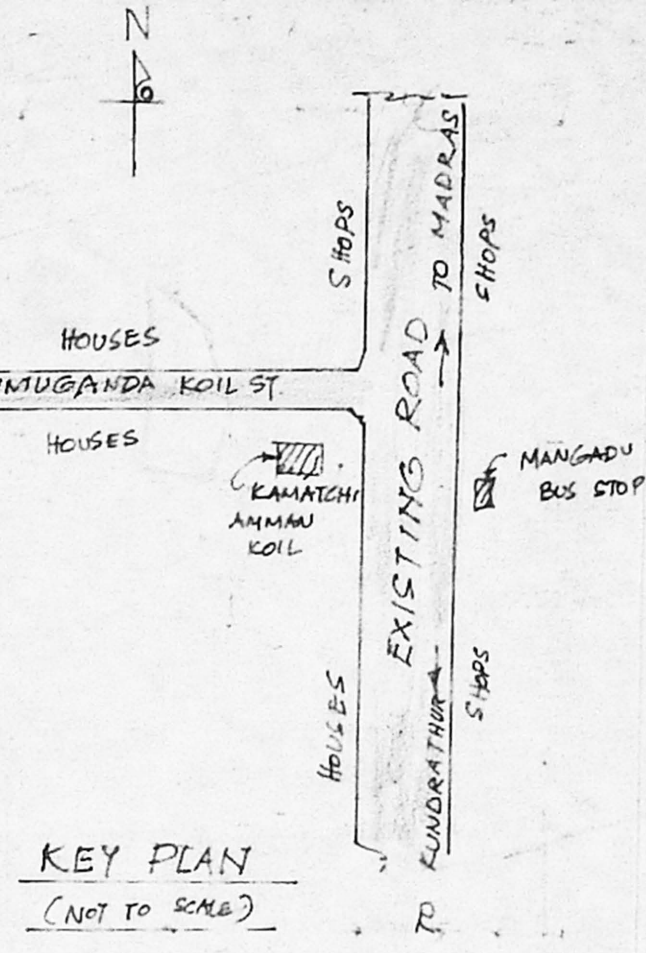 N
SHOPS
TO MADRAS
SHOPS
HOUSES
KOIL ST.
HOUSES
EXISTING ROAD
MANGADU
BUS STOP
KAMATCHI
AMMAN
KOIL
HOUSES
SHOPS
KUNDRATHUR
KEY PLAN
(NOT TO SCALE)